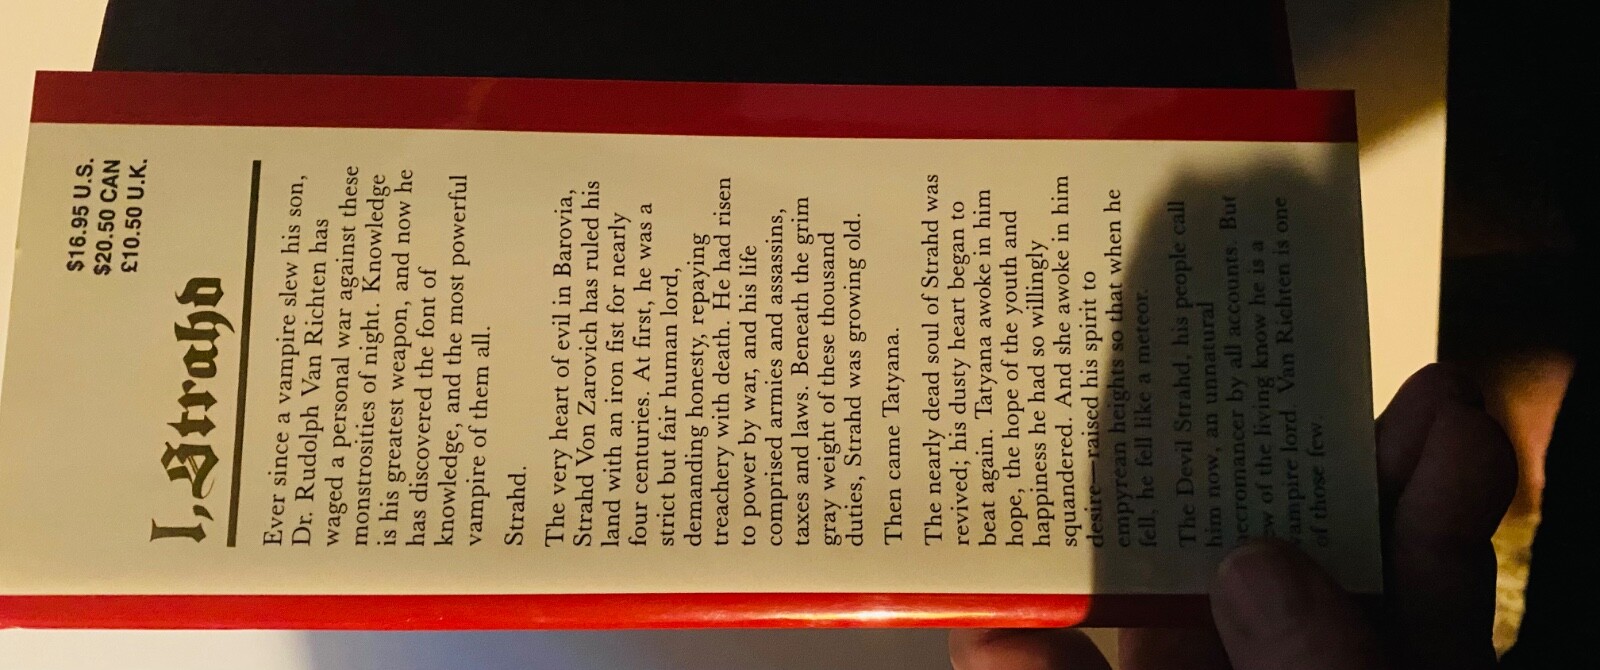 $16.95 U.S.
$20.50 CAN
£10.50 U.K.
I, Strahd
Ever since a vampire slew his son,
Dr. Rudolph Van Richten has
waged a personal war against these
monstrosities of night. Knowledge
is his greatest weapon, and now he
has discovered the font of
knowledge, and the most powerful
vampire of them all.
Strahd.
The very heart of evil in Barovia,
Strahd Von Zarovich has ruled his
land with an iron fist for nearly
four centuries. At first, he was a
strict but fair human lord,
demanding honesty, repaying
treachery with death. He had risen
to power by war, and his life
comprised armies and assassins,
taxes and laws. Beneath the grim
gray weight of these thousand
duties, Strahd was growing old.
Then came Tatyana.
The nearly dead soul of Strahd was
revived; his dusty heart began to
beat again. Tatyana awoke in him
hope, the hope of the youth and
happiness he had so willingly
squandered. And she awoke in him
desire—raised his spirit to
empyrean heights so that when he
fell, he fell like a meteor.
The Devil Strahd, his people call
him now, an unnatural
necromancer by all accounts. But
few of the living know he is a
vampire lord. Van Richten is one
of those few.